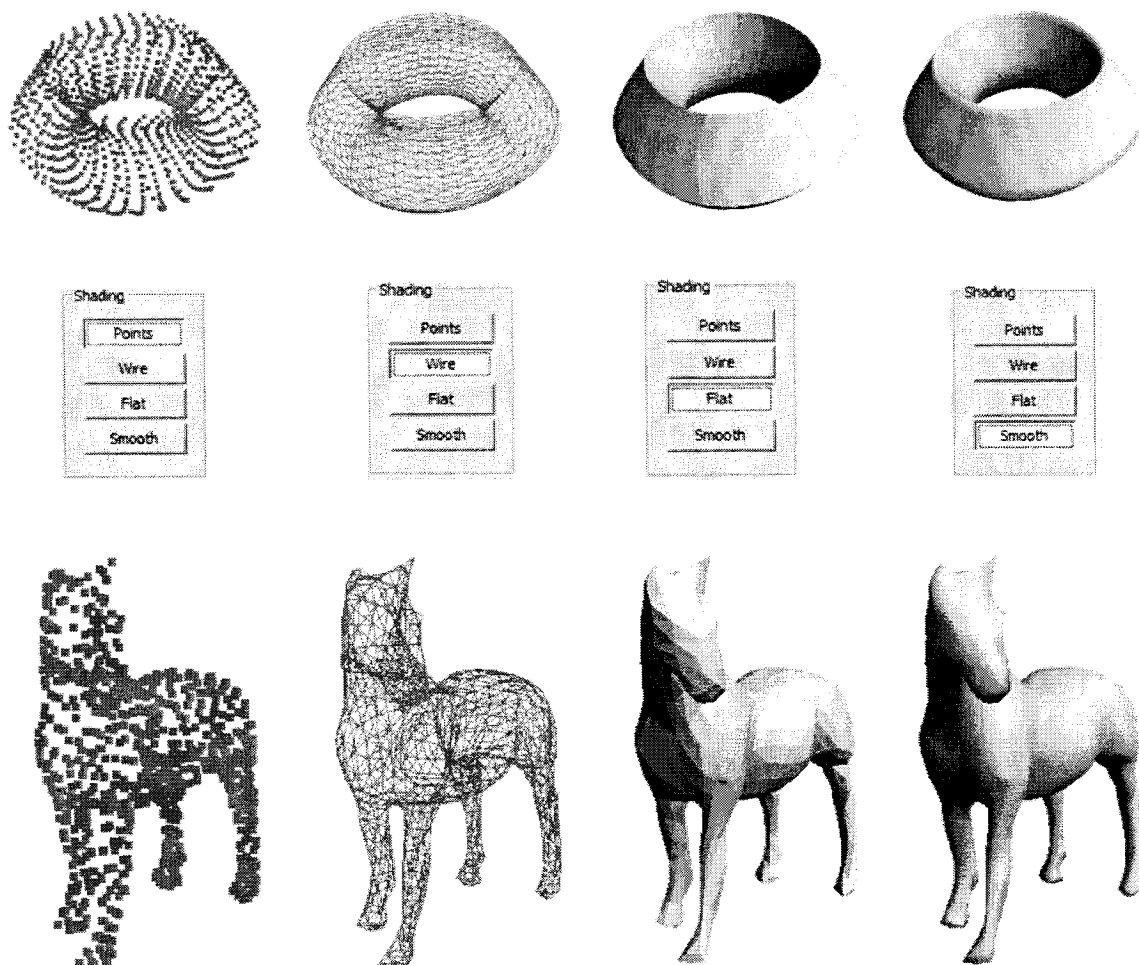 Shading
Points
Wire
Flat
Smooth
Shading
Points
Wire
Flat
Smooth
Shading
Points
Wire
Flat
Smooth
Shading
Points
Wire
Flat
Smooth